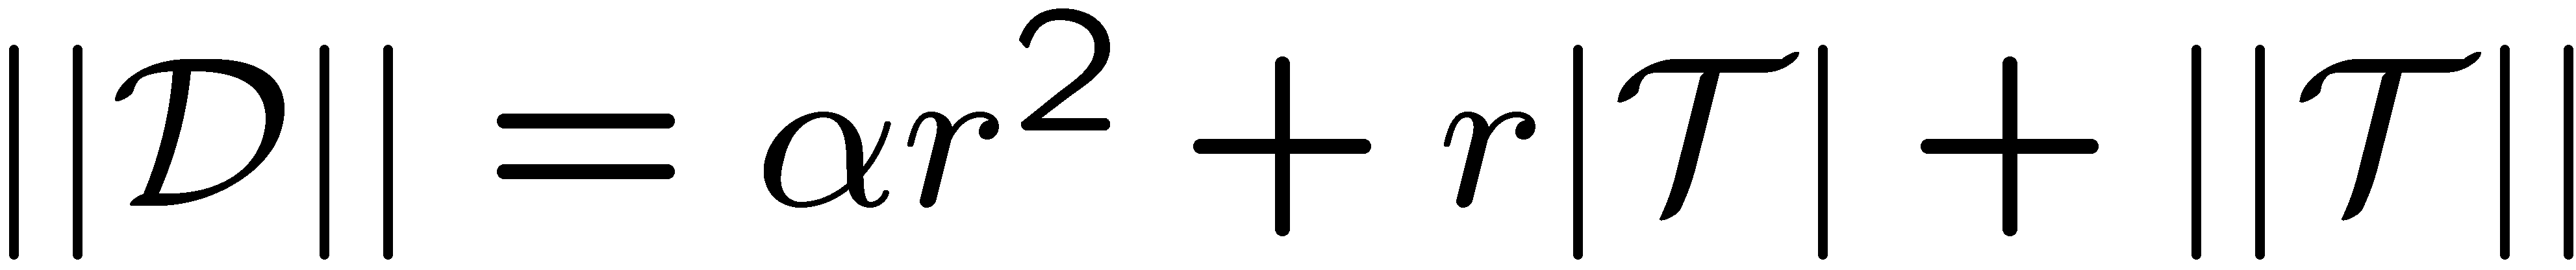 ||𝒟|| = αr² + r|𝒯| + ||𝒯||